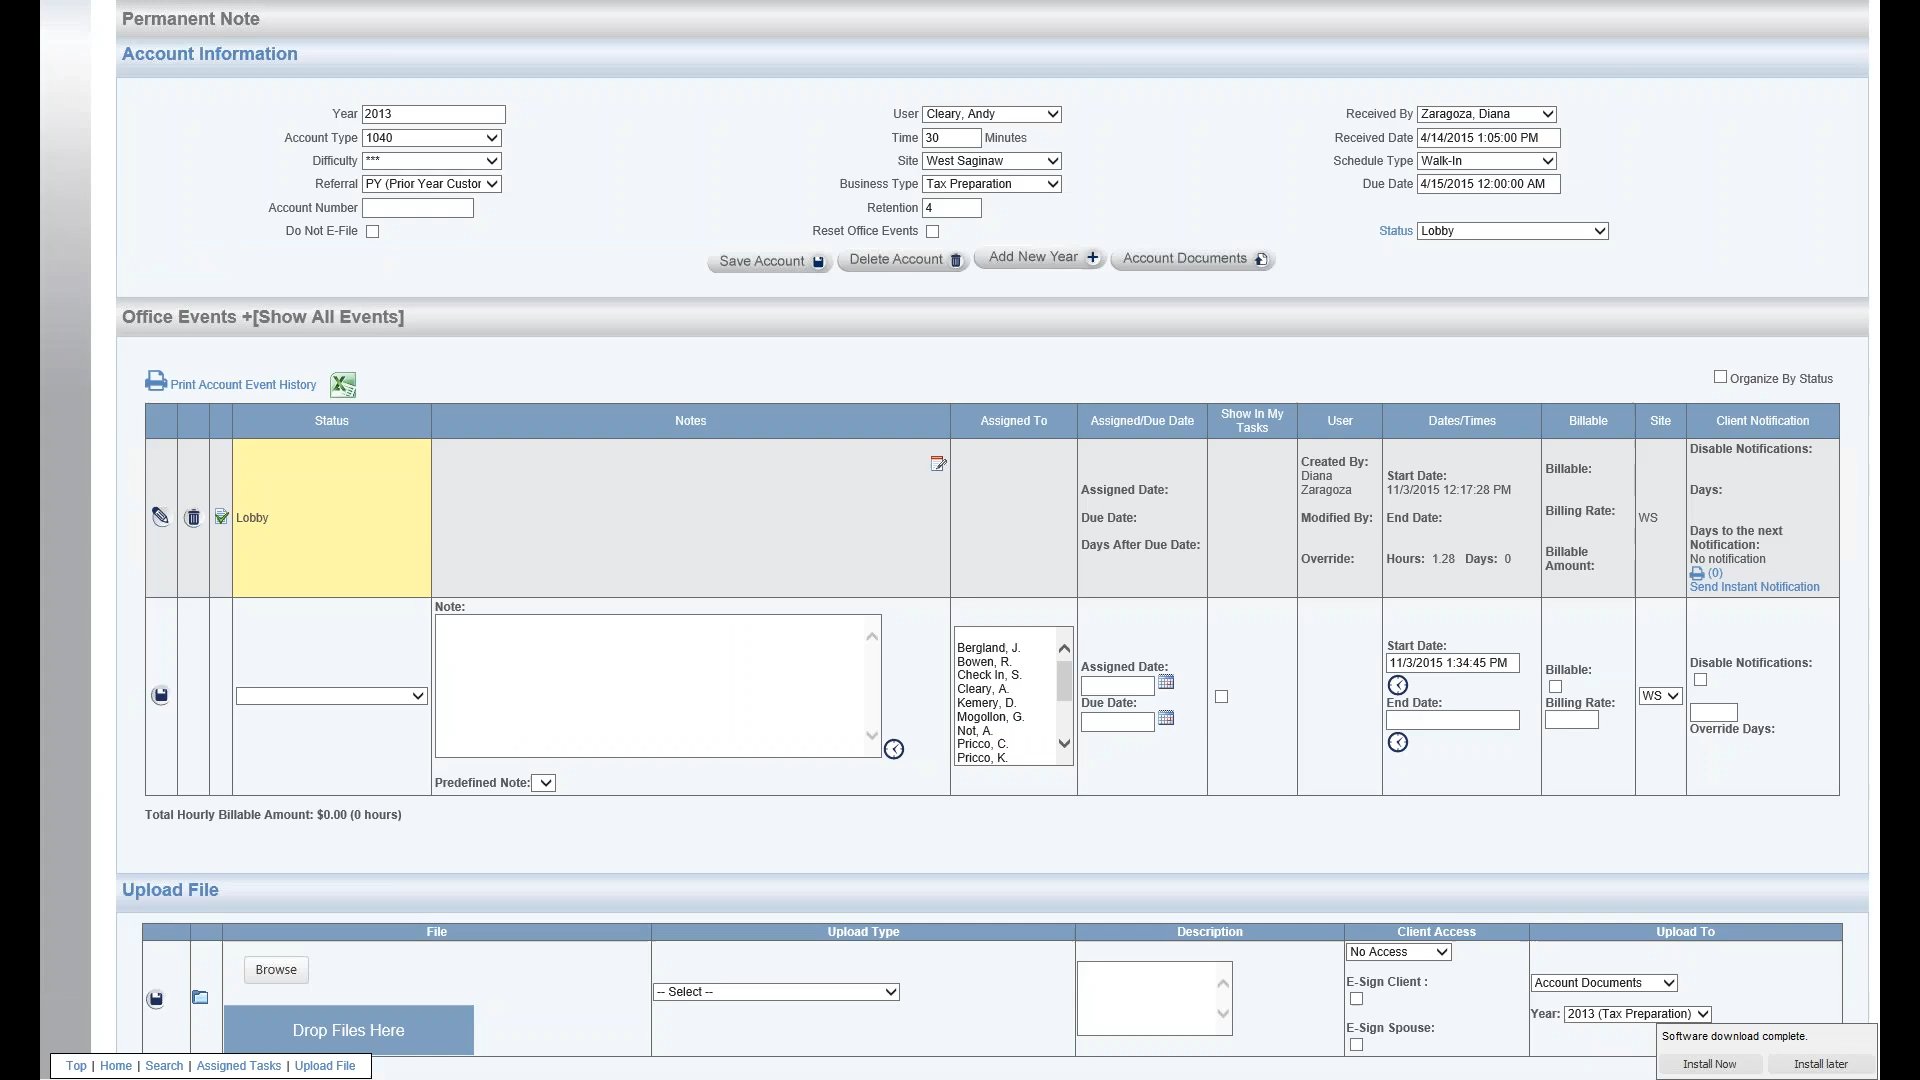 Permanent Note
Account Information
Year 2013
User Cleary, Andy
Received By Zaragoza, Diana
Account Type 1040
Time 30 Minutes
Received Date 4/14/2015 1:05:00 PM
Difficulty ***
Site West Saginaw
Schedule Type Walk-In
Referral PY (Prior Year Custor
Business Type Tax Preparation
Due Date 4/15/2015 12:00:00 AM
Account Number
Retention 4
Do Not E-File
Reset Office Events
Status Lobby
Save Account
Delete Account
Add New Year
Account Documents
Office Events +[Show All Events]
Print Account Event History
Organize By Status
Status
Notes
Assigned To
Assigned/Due Date
Show In My
Tasks
User
Dates/Times
Billable
Site
Client Notification
Lobby
Assigned Date:
Due Date:
Days After Due Date:
Created By:
Diana
Zaragoza
Modified By:
Override:
Start Date:
11/3/2015 12:17:28 PM
End Date:
Hours: 1.28 Days: 0
Billable:
Billing Rate:
Billable
Amount:
WS
Disable Notifications:
Days:
Days to the next
Notification:
No notification
(0)
Send Instant Notification
Note:
Predefined Note:
Bergland, J.
Bowen, R.
Check In, S.
Cleary, A.
Kemery, D.
Mogollon, G.
Not, A.
Pricco, C.
Pricco, K.
Assigned Date:
Due Date:
Start Date:
11/3/2015 1:34:45 PM
End Date:
Billable:
Billing Rate:
WS
Disable Notifications:
Override Days:
Total Hourly Billable Amount: $0.00 (0 hours)
Upload File
File
Upload Type
Description
Client Access
Upload To
Browse
Drop Files Here
-- Select --
No Access
E-Sign Client :
E-Sign Spouse:
Account Documents
Year: 2013 (Tax Preparation)
Software download complete.
Install Now
Install later
Top | Home | Search | Assigned Tasks | Upload File